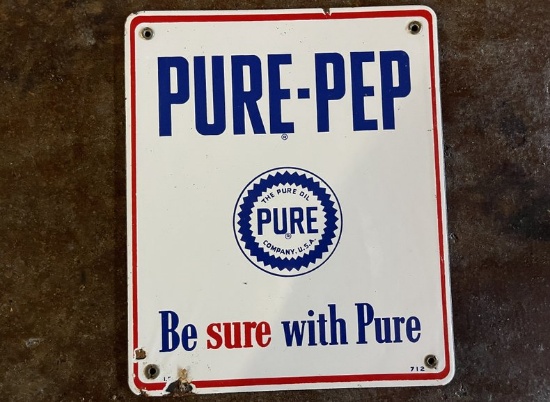 PURE-PEP
®
THE PURE OIL
PURE
®
COMPANY, U.S.A.
Be sure with Pure
712